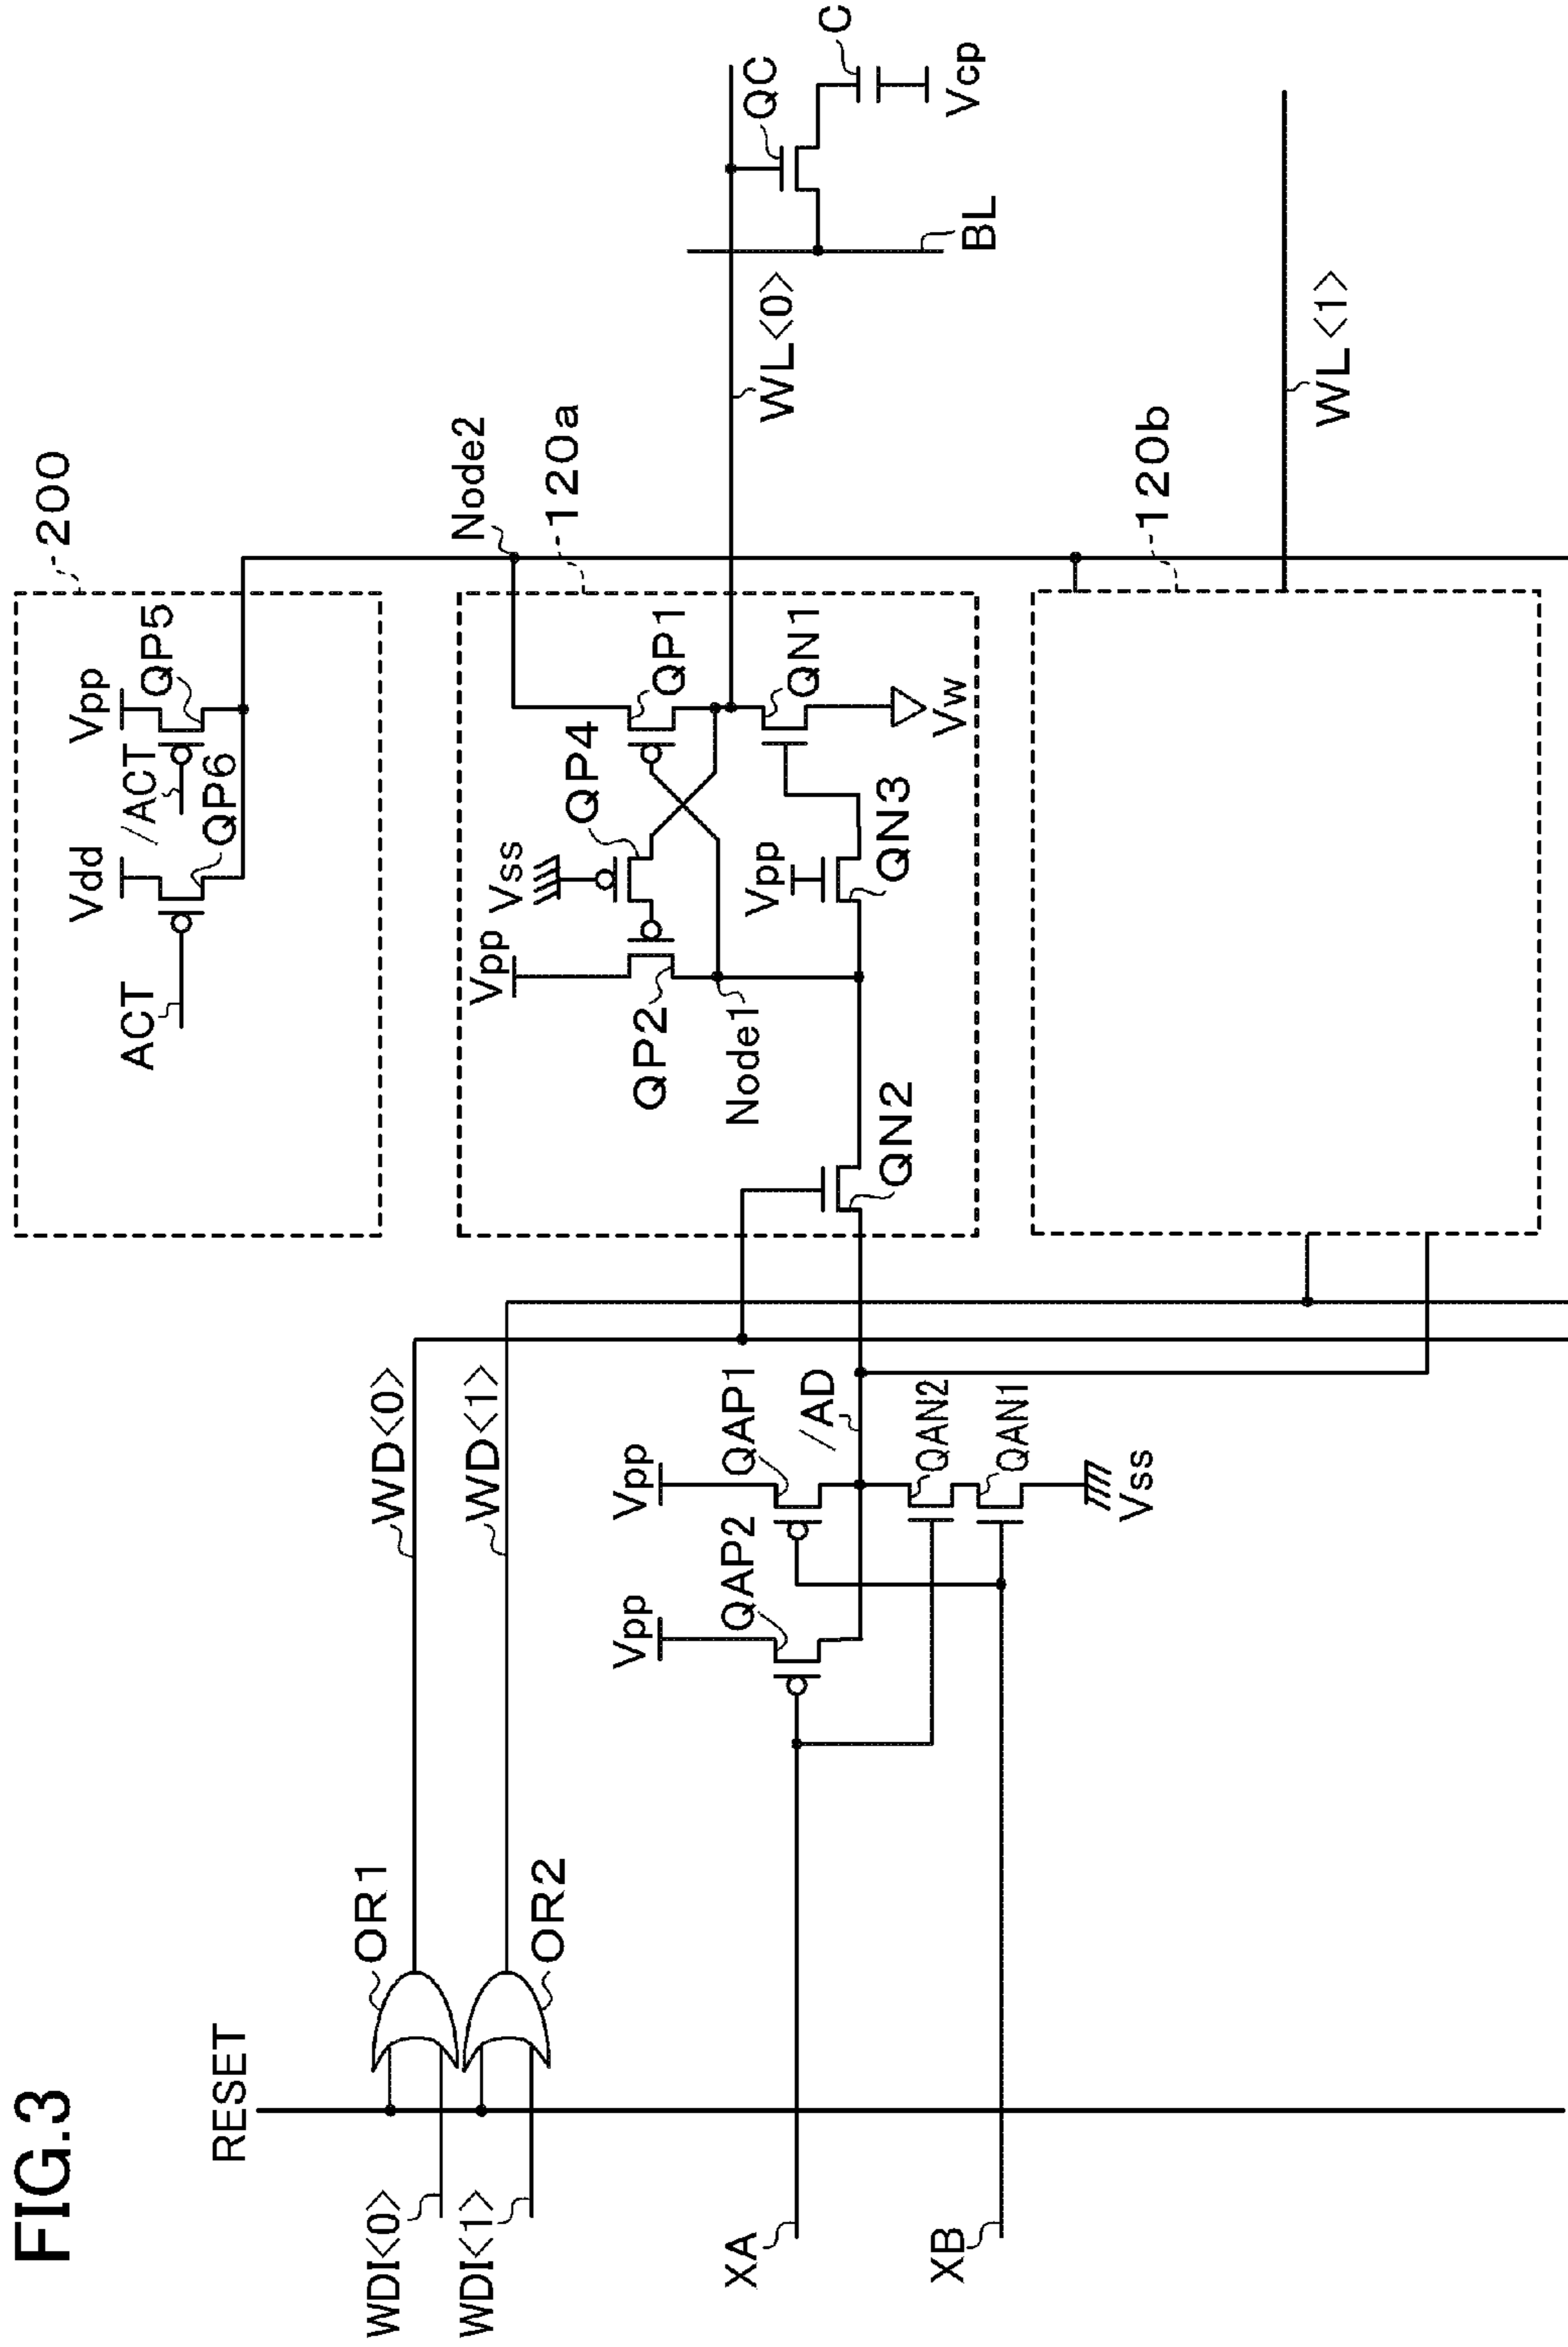 FIG.3
RESET
WDI<0>
WDI<1>
OR1
OR2
WD<0>
WD<1>
XA
XB
Vpp
QAP2
Vpp
QAP1
/AD
QAN2
QAN1
Vss
200
ACT
Vdd
/ACT
QP6
Vpp
QP5
Node2
120a
Vpp
QP2
Vss
QP4
QP1
Node1
Vpp
QN3
QN1
Vw
QN2
WL<0>
QC
C
Vcp
BL
120b
WL<1>